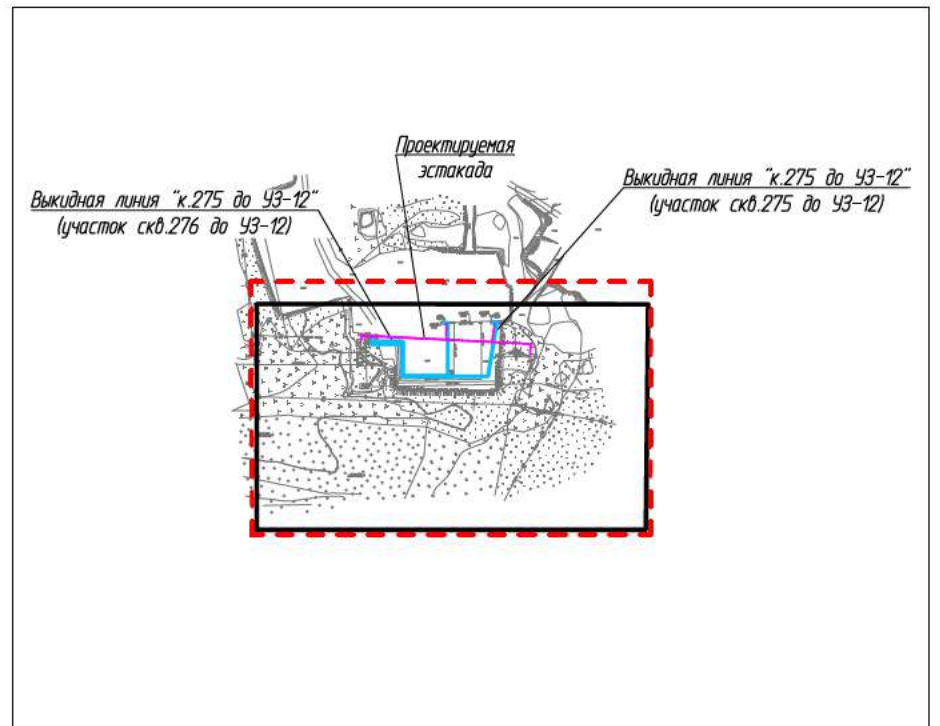 Проектируемая
эстакада
Выкидная линия "к.275 до УЗ-12"
(участок скв.276 до УЗ-12)
Выкидная линия "к.275 до УЗ-12"
(участок скв.275 до УЗ-12)